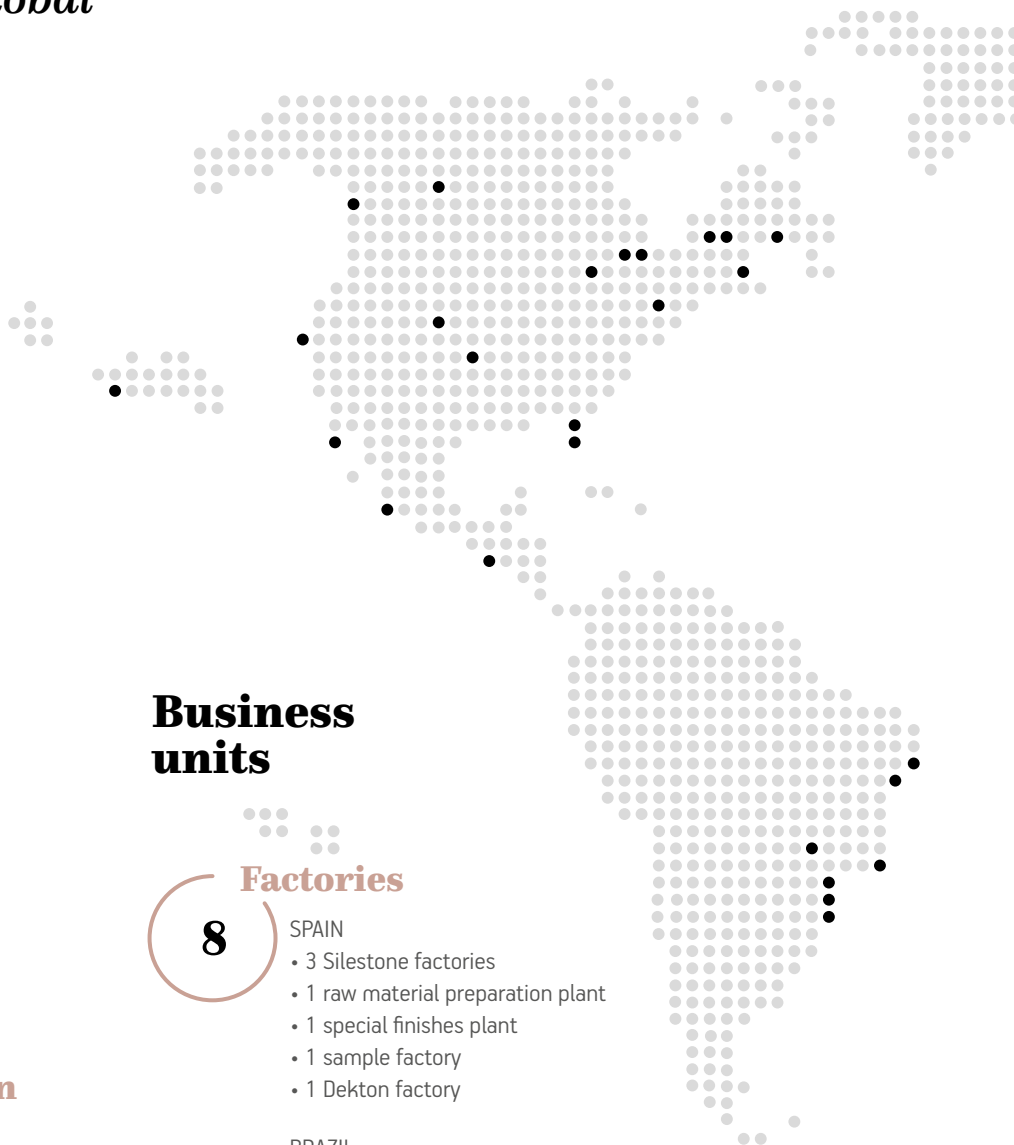 Business
units
Factories
8
SPAIN
• 3 Silestone factories
• 1 raw material preparation plant
• 1 special finishes plant
• 1 sample factory
• 1 Dekton factory